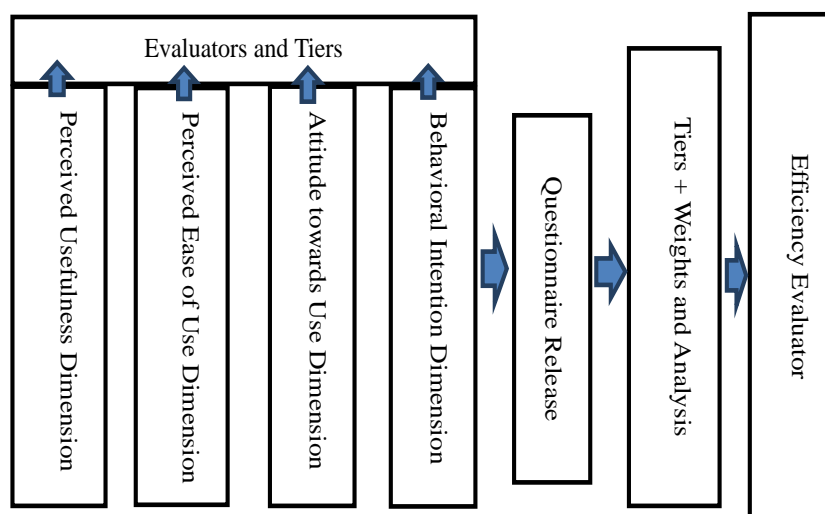 Evaluators and Tiers
Perceived Usefulness Dimension
Perceived Ease of Use Dimension
Attitude towards Use Dimension
Behavioral Intention Dimension
Questionnaire Release
Tiers + Weights and Analysis
Efficiency Evaluator